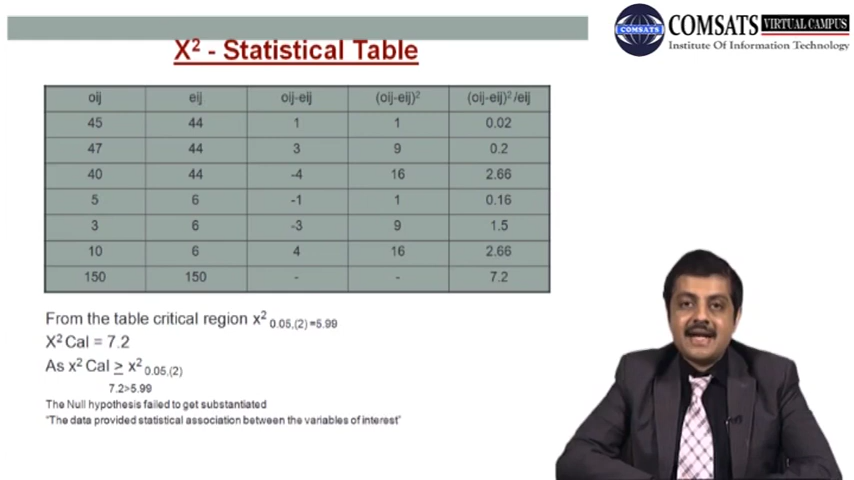 COMSATS VIRTUAL CAMPUS
COMSATS
Institute Of Information Technology
X² - Statistical Table
oij eij oij-eij (oij-eij)² (oij-eij)²/eij
45 44 1 1 0.02
47 44 3 9 0.2
40 44 -4 16 2.66
5 6 -1 1 0.16
3 6 -3 9 1.5
10 6 4 16 2.66
150 150 - - 7.2
From the table critical region x² 0.05,(2) =5.99
X² Cal = 7.2
As x² Cal ≥ x² 0.05,(2)
7.2>5.99
The Null hypothesis failed to get substantiated
“The data provided statistical association between the variables of interest”